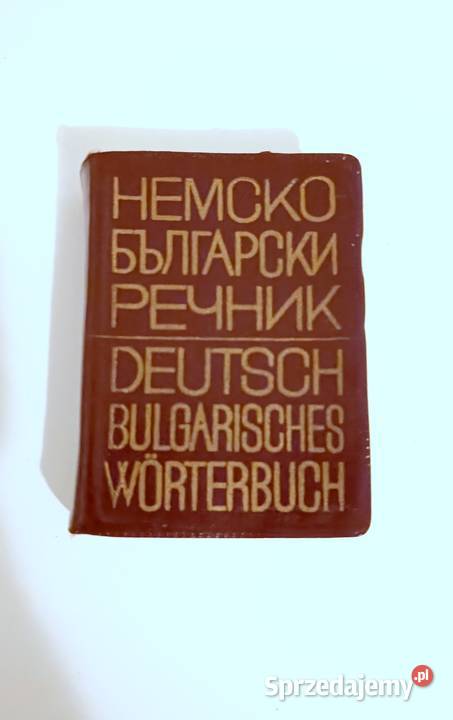 НЕМСКО
БЪЛГАРСКИ
РЕЧНИК
DEUTSCH
BULGARISCHES
WÖRTERBUCH
Sprzedajemy.pl